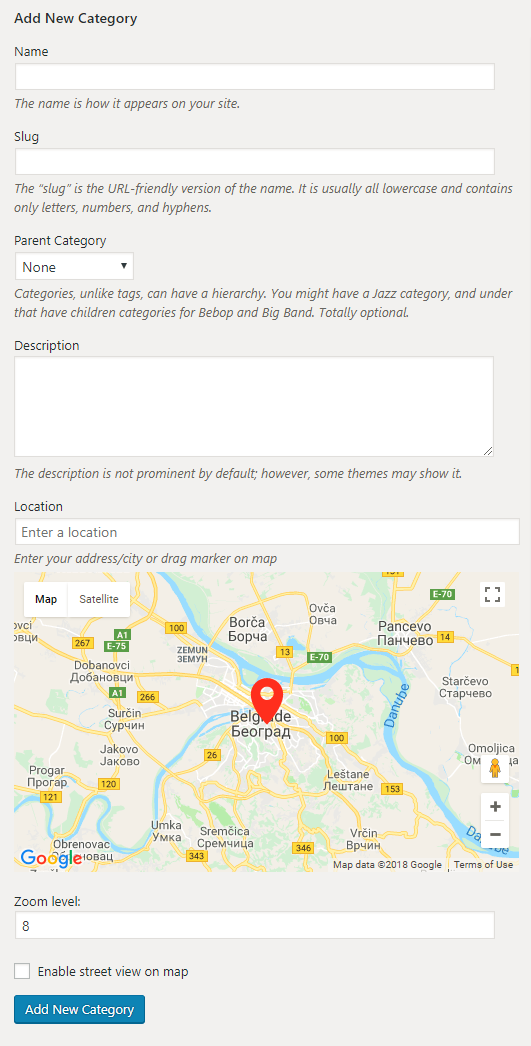 Add New Category
Name
The name is how it appears on your site.
Slug
The “slug” is the URL-friendly version of the name. It is usually all lowercase and contains
only letters, numbers, and hyphens.
Parent Category
None
Categories, unlike tags, can have a hierarchy. You might have a Jazz category, and under
that have children categories for Bebop and Big Band. Totally optional.
Description
The description is not prominent by default; however, some themes may show it.
Location
Enter a location
Enter your address/city or drag marker on map
Map
Satellite
E-70
Ovča
Овча
Borča
Борча
Pancevo
Панчево
14
100
A1
E-75
267
ZEMUN
ЗЕМУН
13
E-70
Dobanovci
Добановци
A1
266
Starčevo
Старчево
Danube
Surčin
Сурчин
Belgrade
Београд
100
26
Jakovo
Јаково
Omoljica
Progar
Прогар
120
121
Leštane
Лештане
153
Umka
Умка
Sremčica
Сремчица
Vrčin
Врчин
Obrenovac
343
346
Google
Map data ©2018 Google
Terms of Use
Zoom level:
8
Enable street view on map
Add New Category